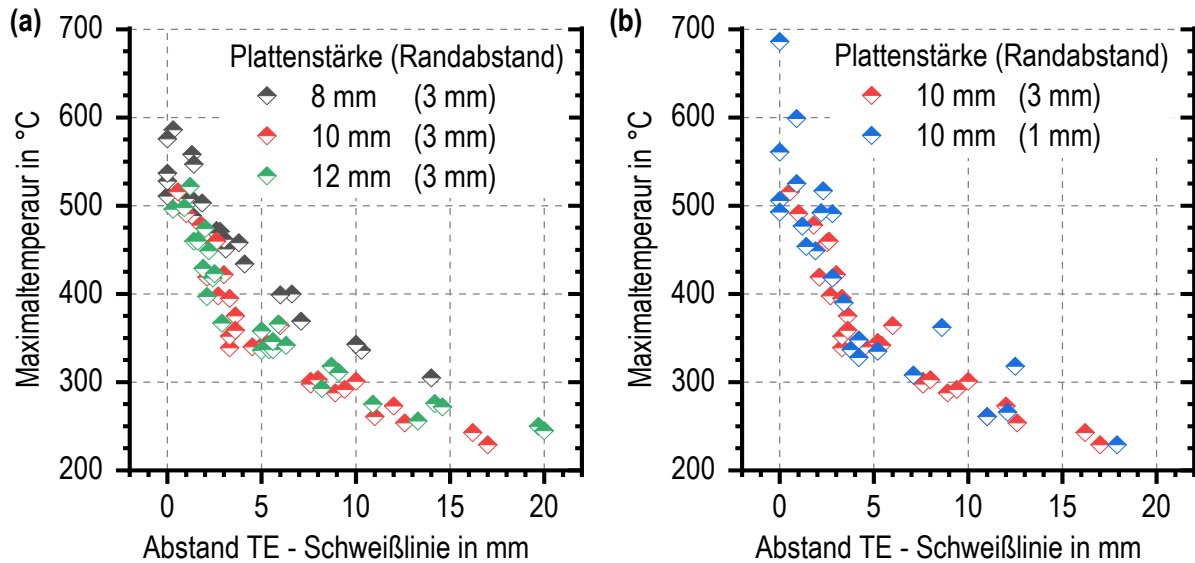 (a)
700
600
500
400
300
200
Maximaltemperaur in °C
Plattenstärke (Randabstand)
8 mm (3 mm)
10 mm (3 mm)
12 mm (3 mm)
0 5 10 15 20
Abstand TE - Schweißlinie in mm
(b)
700
600
500
400
300
200
Maximaltemperaur in °C
Plattenstärke (Randabstand)
10 mm (3 mm)
10 mm (1 mm)
0 5 10 15 20
Abstand TE - Schweißlinie in mm